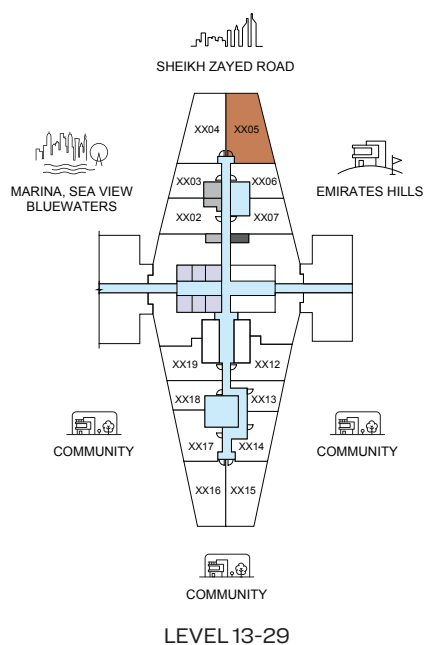 SHEIKH ZAYED ROAD
XX04 XX05
MARINA, SEA VIEW
BLUEWATERS
EMIRATES HILLS
XX03 XX06
XX02 XX07
XX19 XX12
XX18 XX13
XX17 XX14
COMMUNITY
COMMUNITY
XX16 XX15
COMMUNITY
LEVEL 13-29